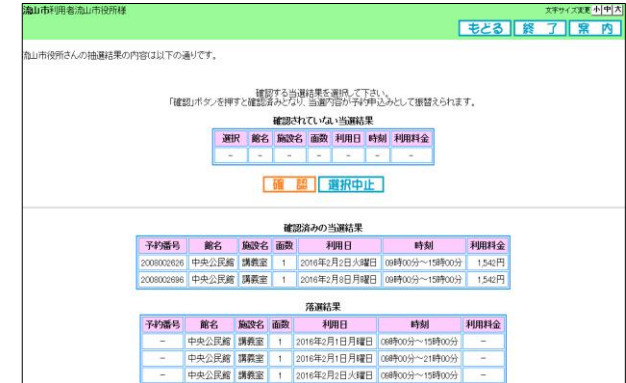 流山市利用者流山市役所様
文字サイズ変更 小 中 大
もどる 終 了 案 内
流山市役所さんの抽選結果の内容は以下の通りです。
確認する当選結果を選択して下さい。
「確認」ボタンを押すと確認済みとなり、当選内容が予約申込みとして振替えられます。
確認されていない当選結果
選択 館名 施設名 面数 利用日 時刻 利用料金
- - - - - - -
確 認 選択中止
確認済みの当選結果
予約番号 館名 施設名 面数 利用日 時刻 利用料金
2008002626 中央公民館 講義室 1 2016年2月2日火曜日 09時00分～15時00分 1,542円
2008002696 中央公民館 講義室 1 2016年2月8日月曜日 09時00分～15時00分 1,542円
落選結果
予約番号 館名 施設名 面数 利用日 時刻 利用料金
- 中央公民館 講義室 1 2016年2月1日月曜日 09時00分～15時00分 -
- 中央公民館 講義室 1 2016年2月1日月曜日 09時00分～21時00分 -
- 中央公民館 講義室 1 2016年2月2日火曜日 09時00分～15時00分 -